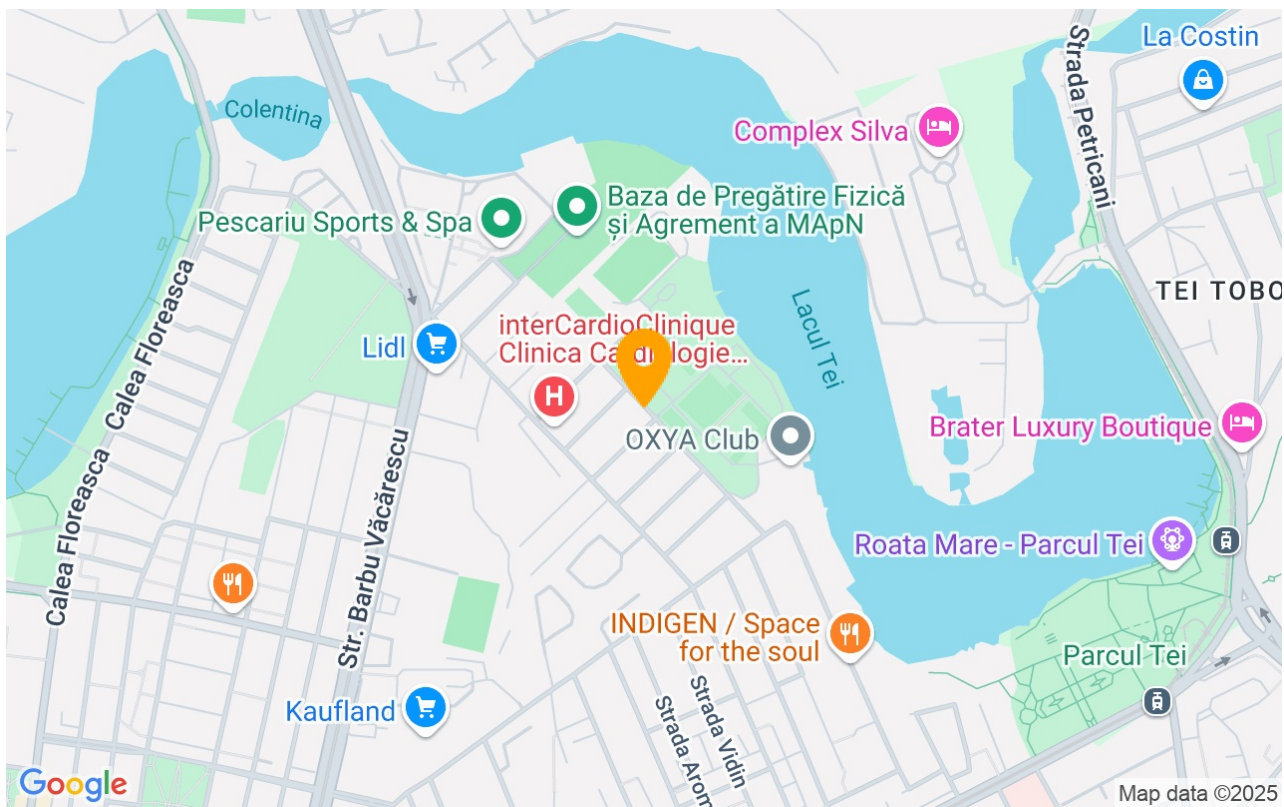 La Costin
Strada Petricani
Colentina
Complex Silva
Baza de Pregătire Fizică
și Agrement a MApN
Pescariu Sports & Spa
Calea Floreasca
Lacul Tei
TEI TOBO
interCardioClinique
Clinica Cardiologie...
Lidl
H
Brater Luxury Boutique
OXYA Club
Calea Floreasca
Str. Barbu Văcărescu
Roata Mare - Parcul Tei
INDIGEN / Space
for the soul
Parcul Tei
Strada Vidin
Strada Arom
Kaufland
Google
Map data ©2025